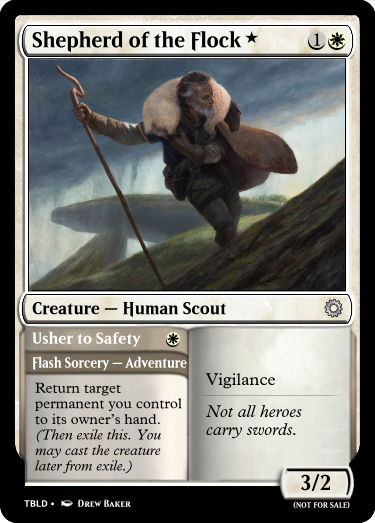 Shepherd of the Flock ★ 1
Creature — Human Scout
Usher to Safety
Flash Sorcery — Adventure
Return target
permanent you control
to its owner's hand.
(Then exile this. You
may cast the creature
later from exile.)
Vigilance
Not all heroes
carry swords.
3/2
TBLD • Drew Baker
(NOT FOR SALE)